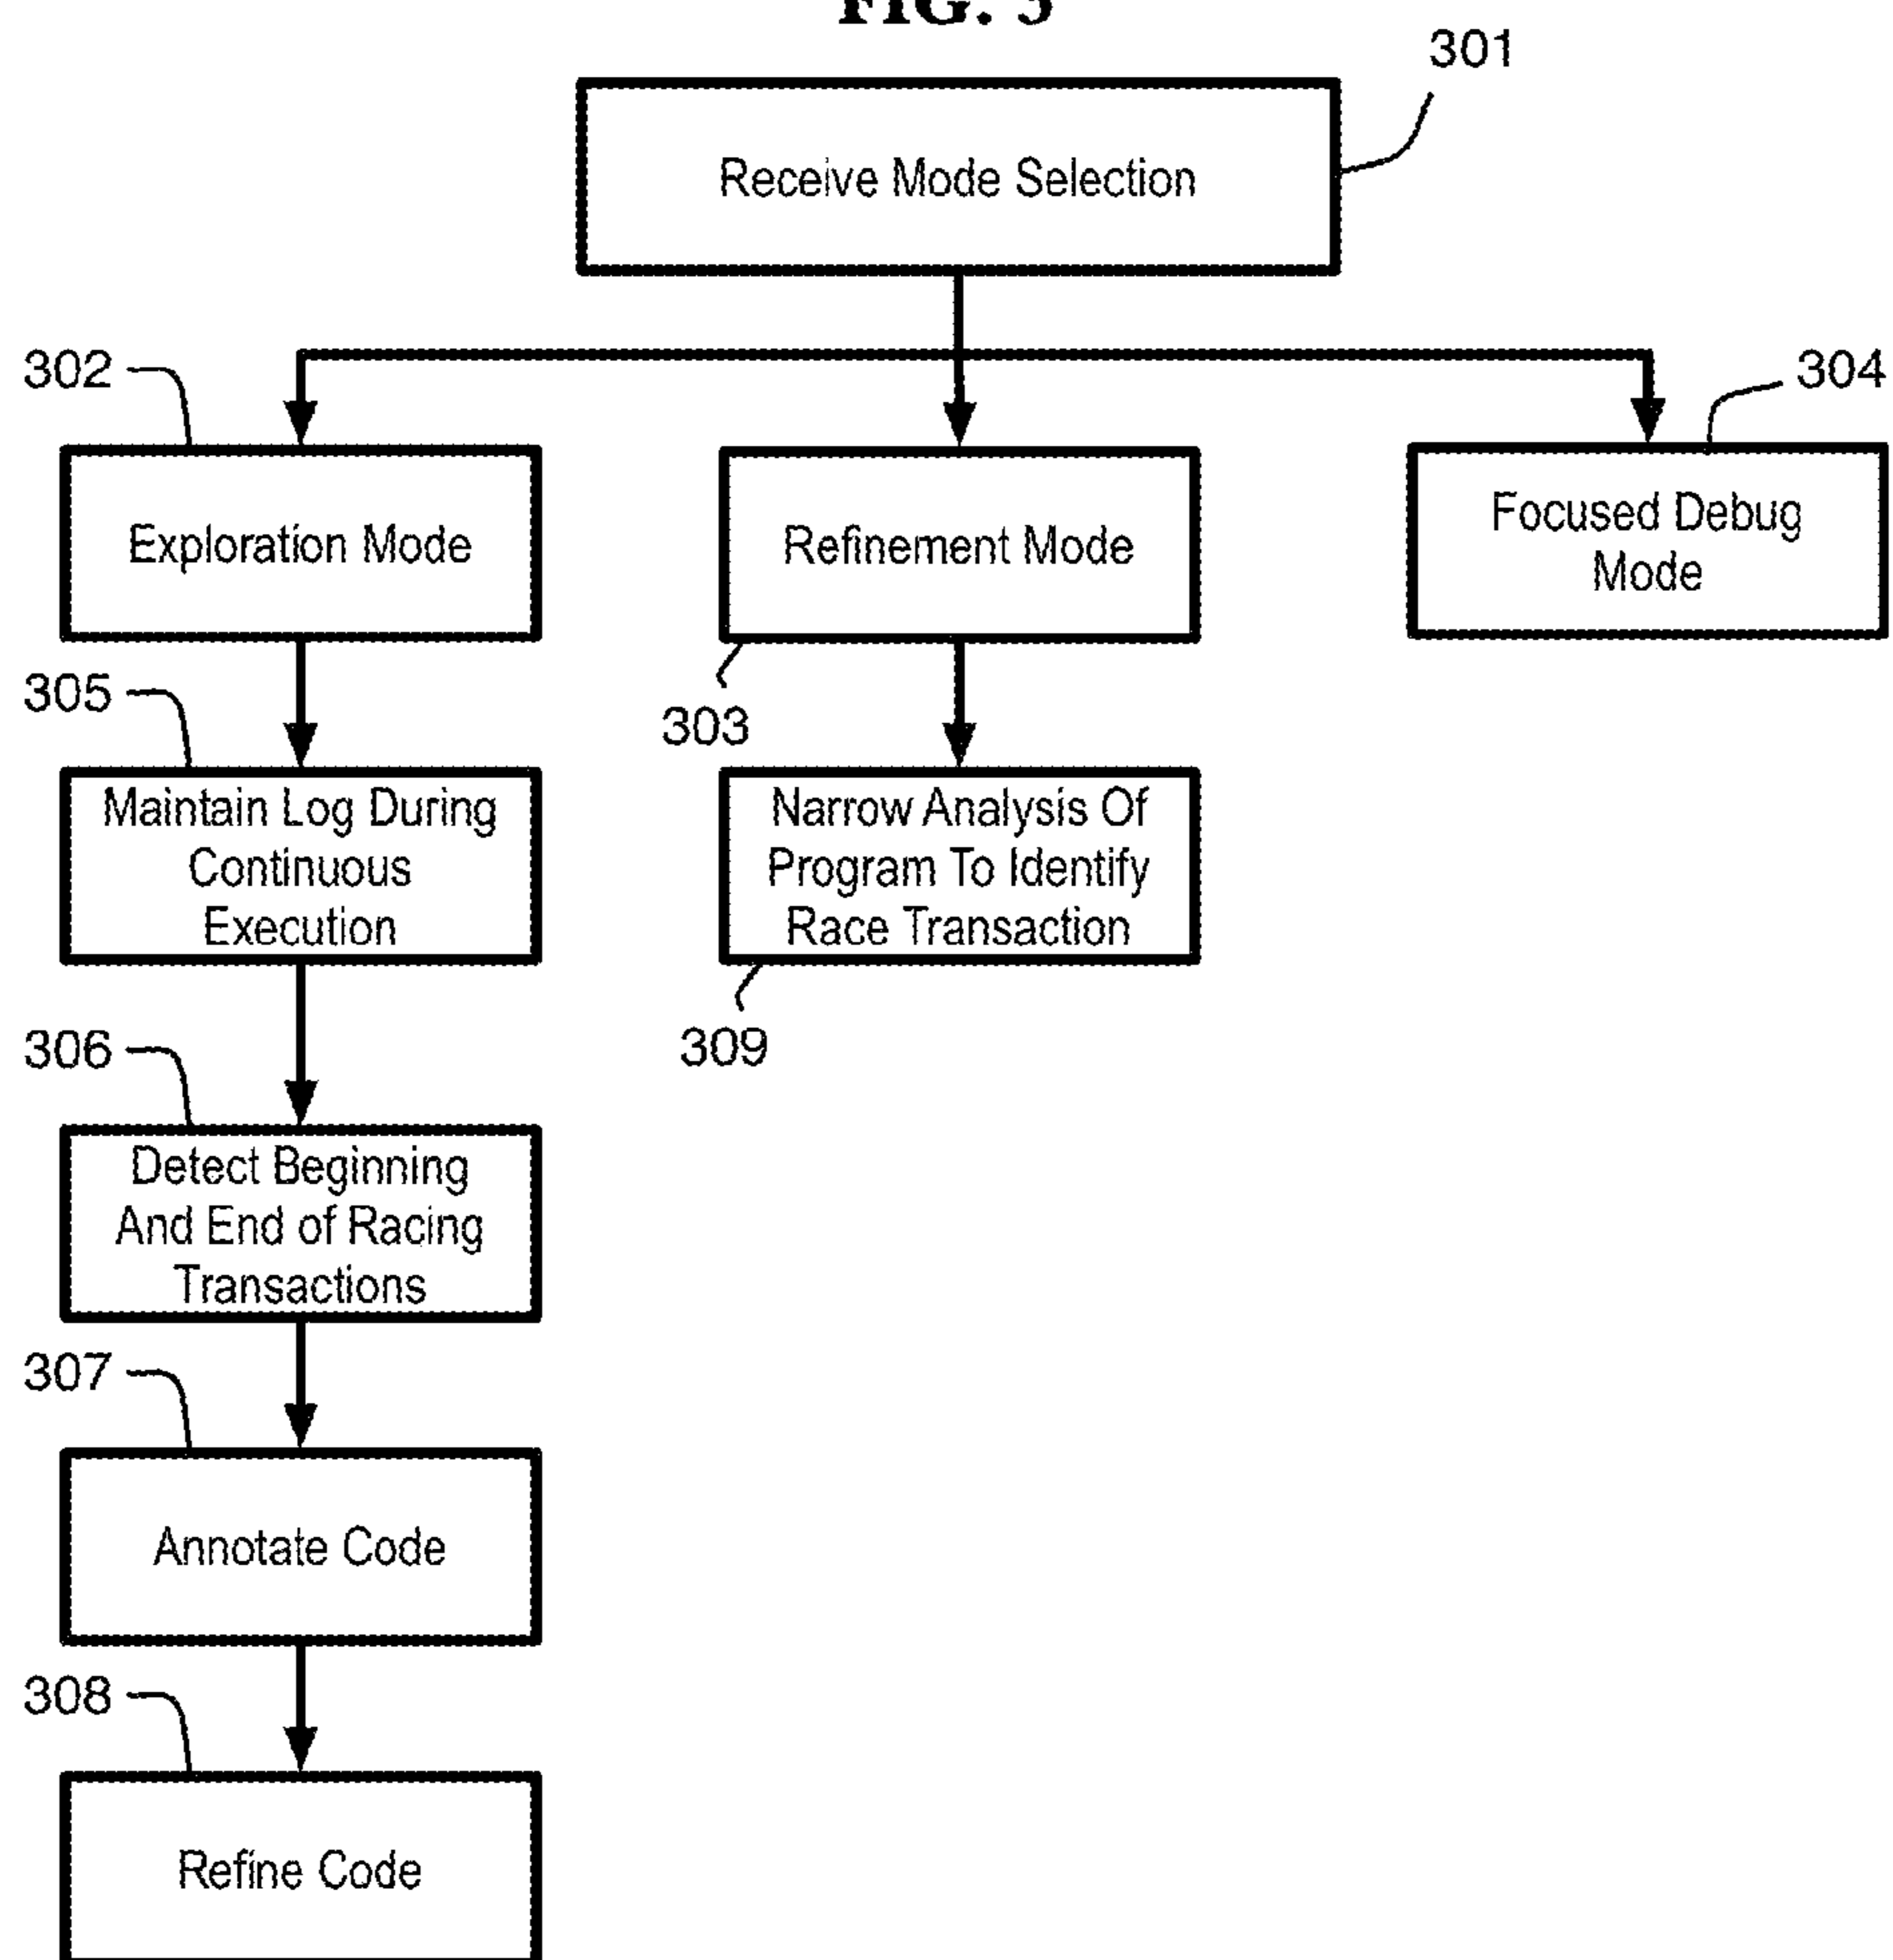 FIG. 3
301
Receive Mode Selection
302
304
Exploration Mode
Refinement Mode
Focused Debug
Mode
305
303
Maintain Log During
Continuous
Execution
Narrow Analysis Of
Program To Identify
Race Transaction
306
309
Detect Beginning
And End of Racing
Transactions
307
Annotate Code
308
Refine Code